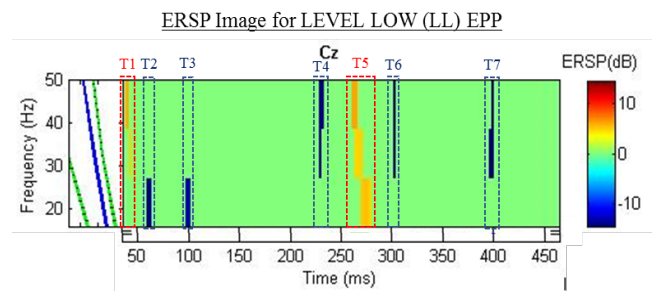 ERSP Image for LEVEL LOW (LL) EPP
Cz
T1 T2 T3 T4 T5 T6 T7
ERSP(dB)
50
40
30
20
Frequency (Hz)
10
0
-10
50 100 150 200 250 300 350 400 450
Time (ms)